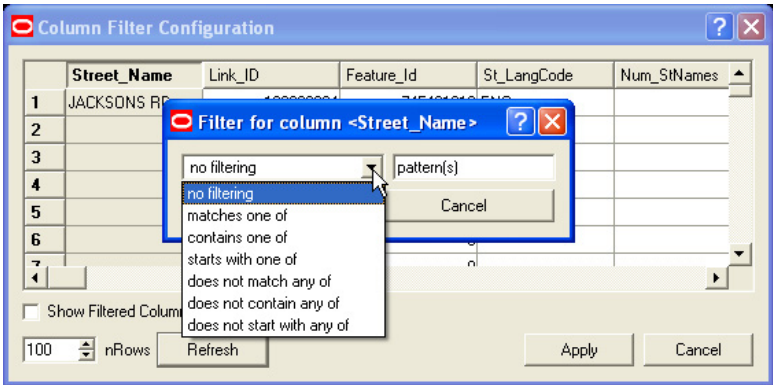 Column Filter Configuration
Street_Name Link_ID Feature_Id St_LangCode Num_StNames
1 JACKSONS RD
2
3
4
5
6
7
Filter for column <Street_Name>
no filtering pattern(s)
Cancel
no filtering
matches one of
contains one of
starts with one of
does not match any of
does not contain any of
does not start with any of
Show Filtered Colum
100 nRows Refresh Apply Cancel